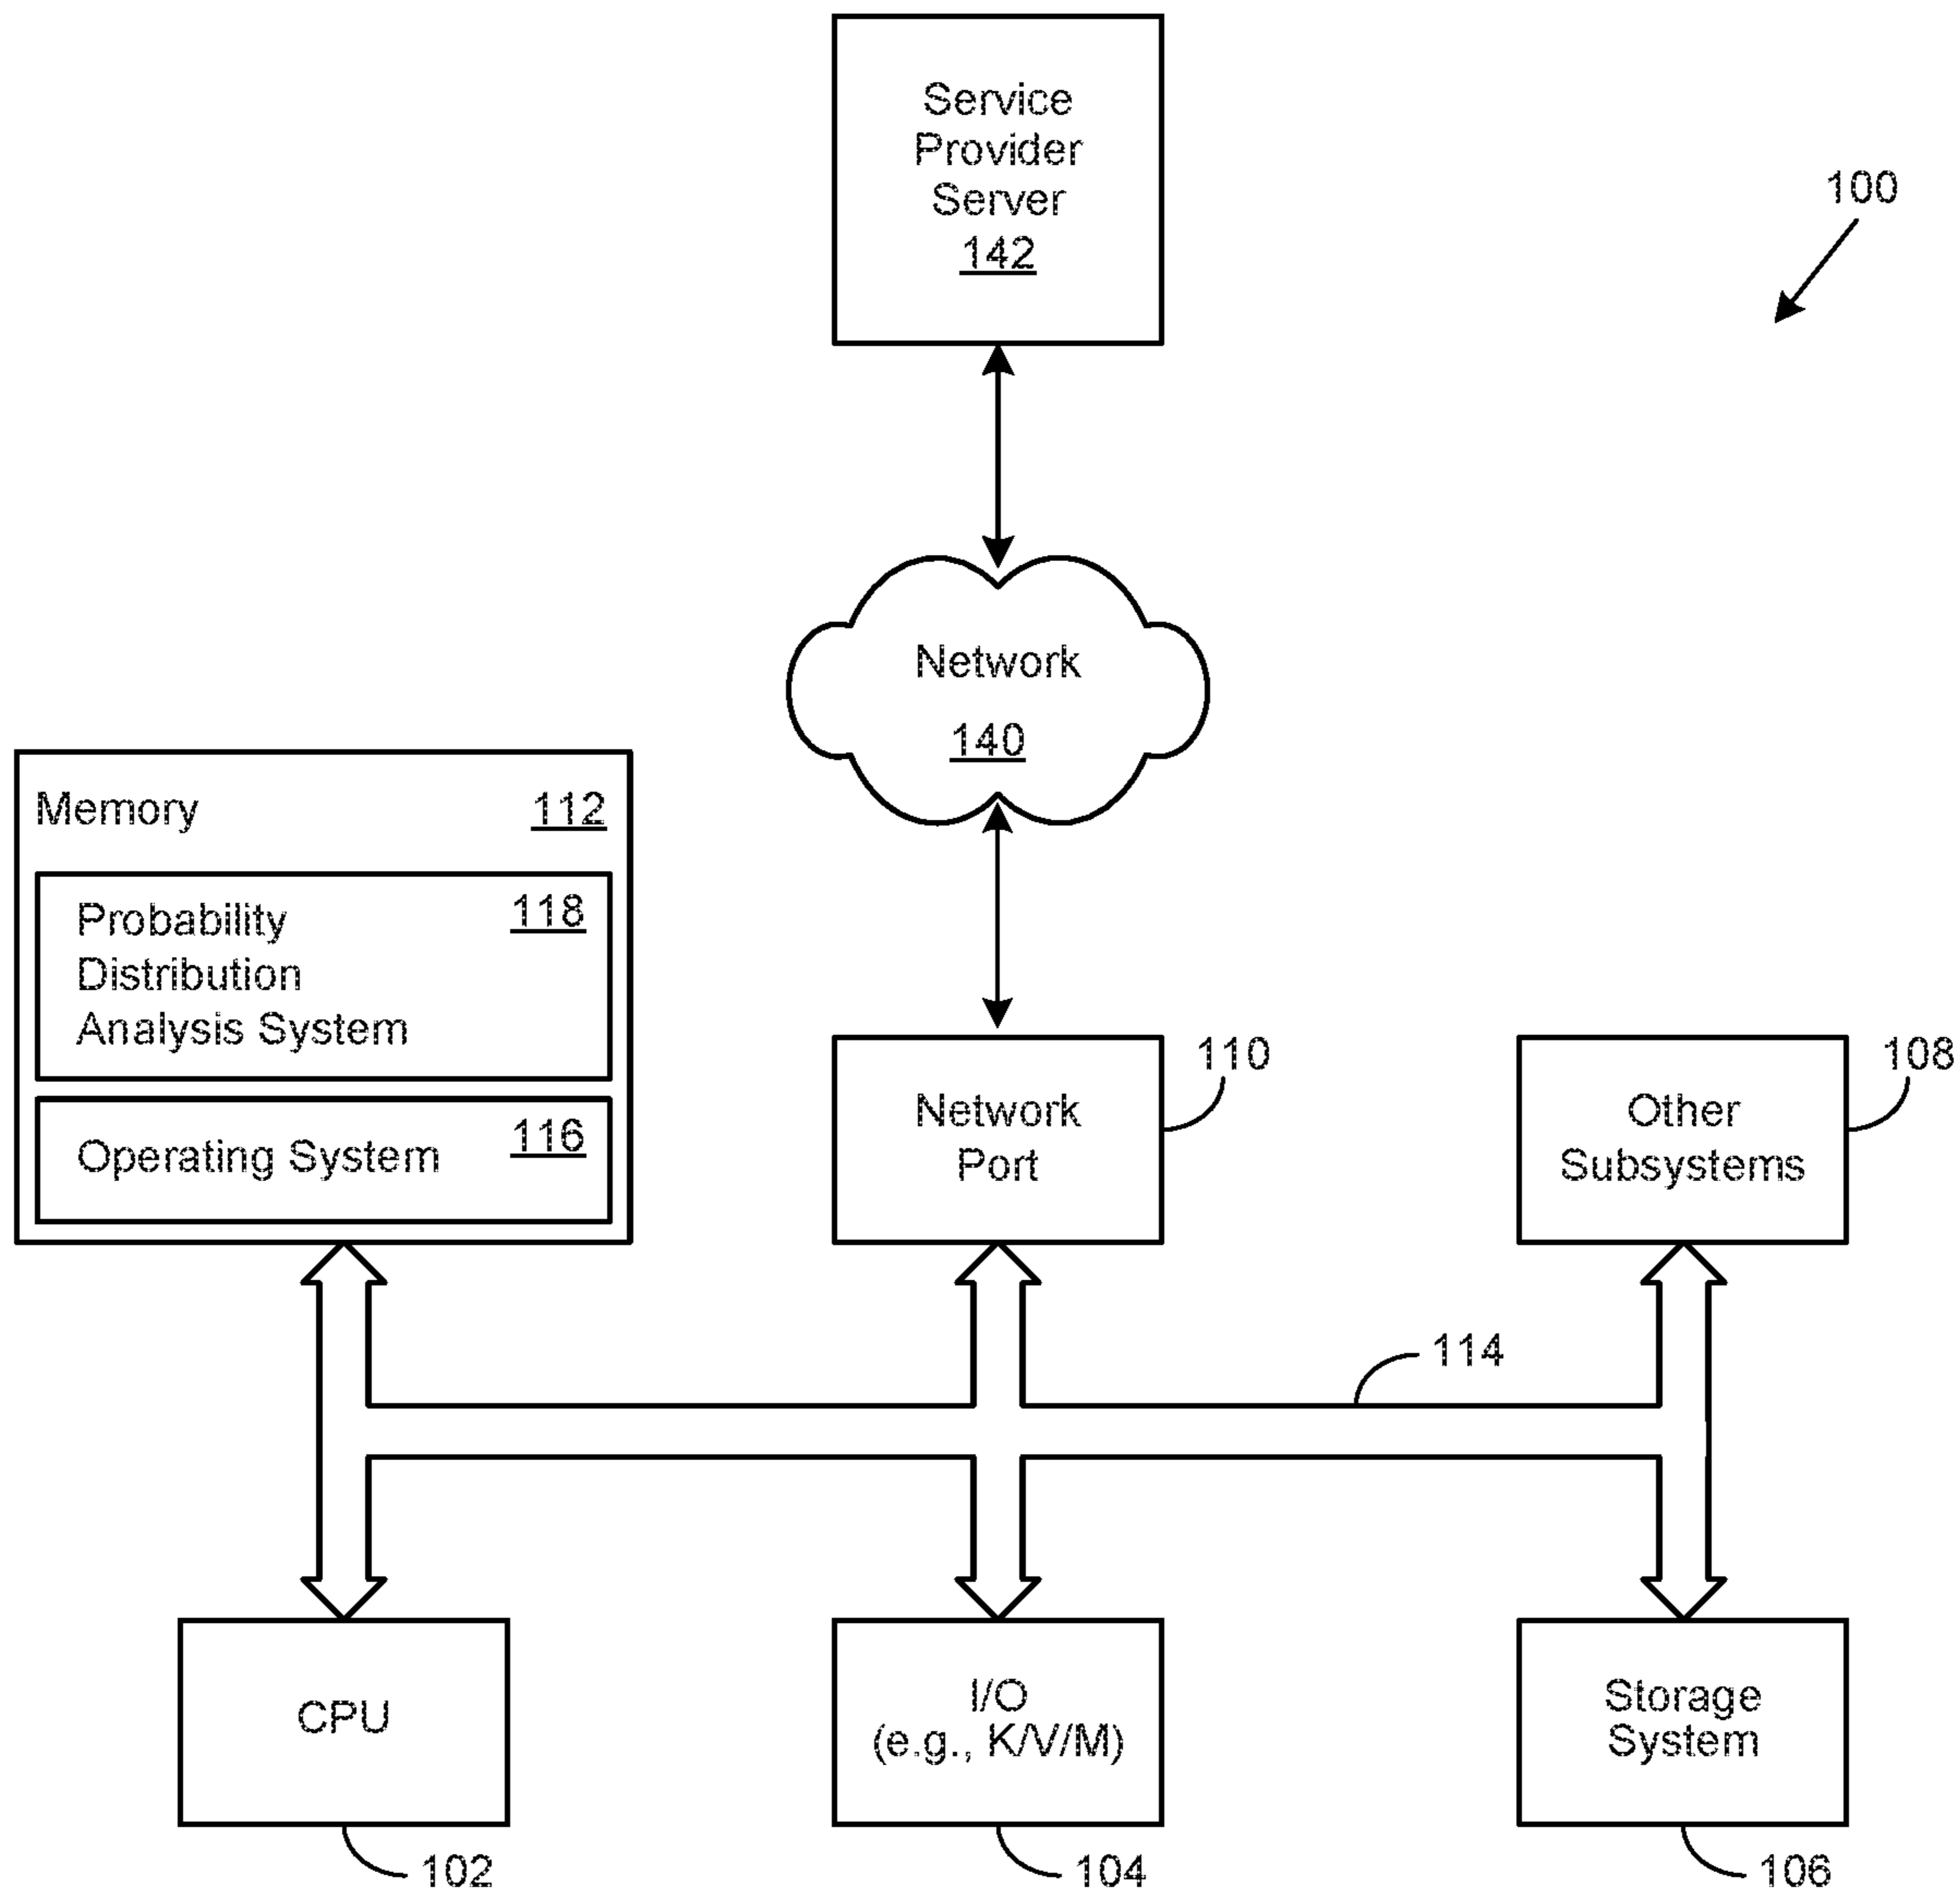 Service
Provider
Server
142
100
Network
140
Memory 112
Probability 118
Distribution
Analysis System
Operating System 116
Network
Port
110
Other
Subsystems
108
114
CPU
102
I/O
(e.g., K/V/M)
104
Storage
System
106